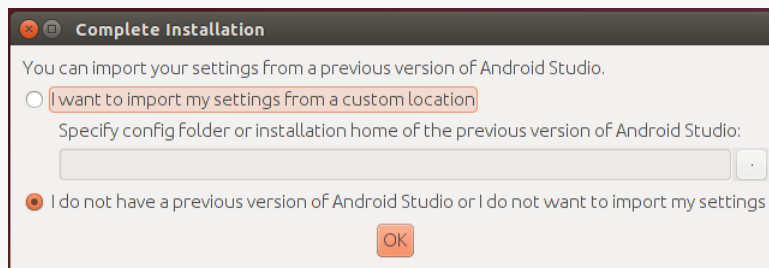 Complete Installation
You can import your settings from a previous version of Android Studio.
I want to import my settings from a custom location
Specify config folder or installation home of the previous version of Android Studio:
.
I do not have a previous version of Android Studio or I do not want to import my settings
OK